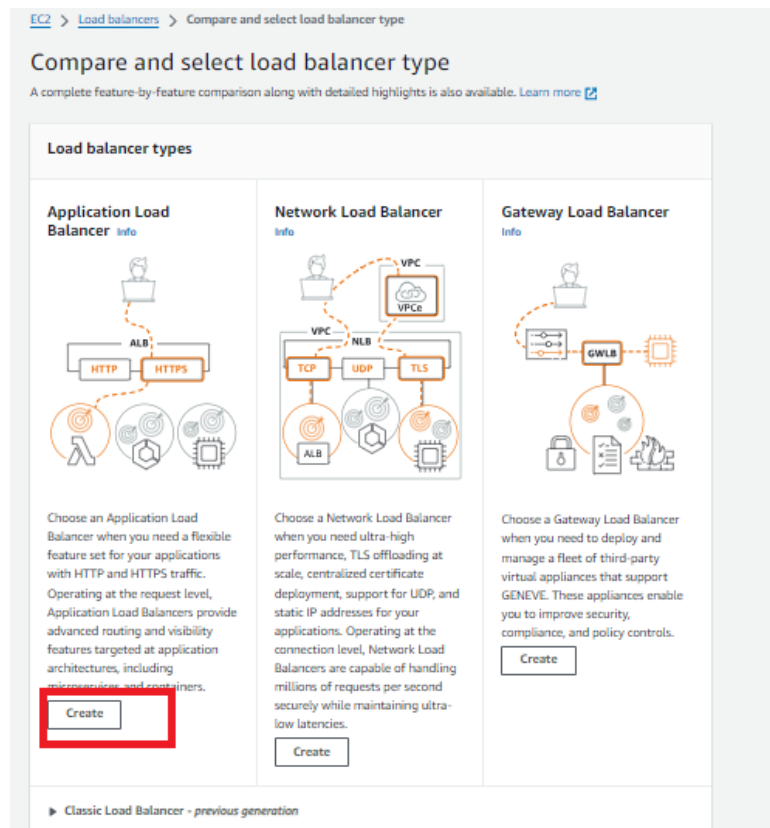 EC2 > Load balancers > Compare and select load balancer type
Compare and select load balancer type
A complete feature-by-feature comparison along with detailed highlights is also available. Learn more
Load balancer types
Application Load
Balancer Info
ALB
HTTP
HTTPS
Choose an Application Load
Balancer when you need a flexible
feature set for your applications
with HTTP and HTTPS traffic.
Operating at the request level,
Application Load Balancers provide
advanced routing and visibility
features targeted at application
architectures, including
microservices and containers.
Create
Network Load Balancer
Info
VPC
VPCe
VPC
NLB
TCP
UDP
TLS
ALB
Choose a Network Load Balancer
when you need ultra-high
performance, TLS offloading at
scale, centralized certificate
deployment, support for UDP, and
static IP addresses for your
applications. Operating at the
connection level, Network Load
Balancers are capable of handling
millions of requests per second
securely while maintaining ultra-
low latencies.
Create
Gateway Load Balancer
Info
GWLB
Choose a Gateway Load Balancer
when you need to deploy and
manage a fleet of third-party
virtual appliances that support
GENEVE. These appliances enable
you to improve security,
compliance, and policy controls.
Create
Classic Load Balancer - previous generation